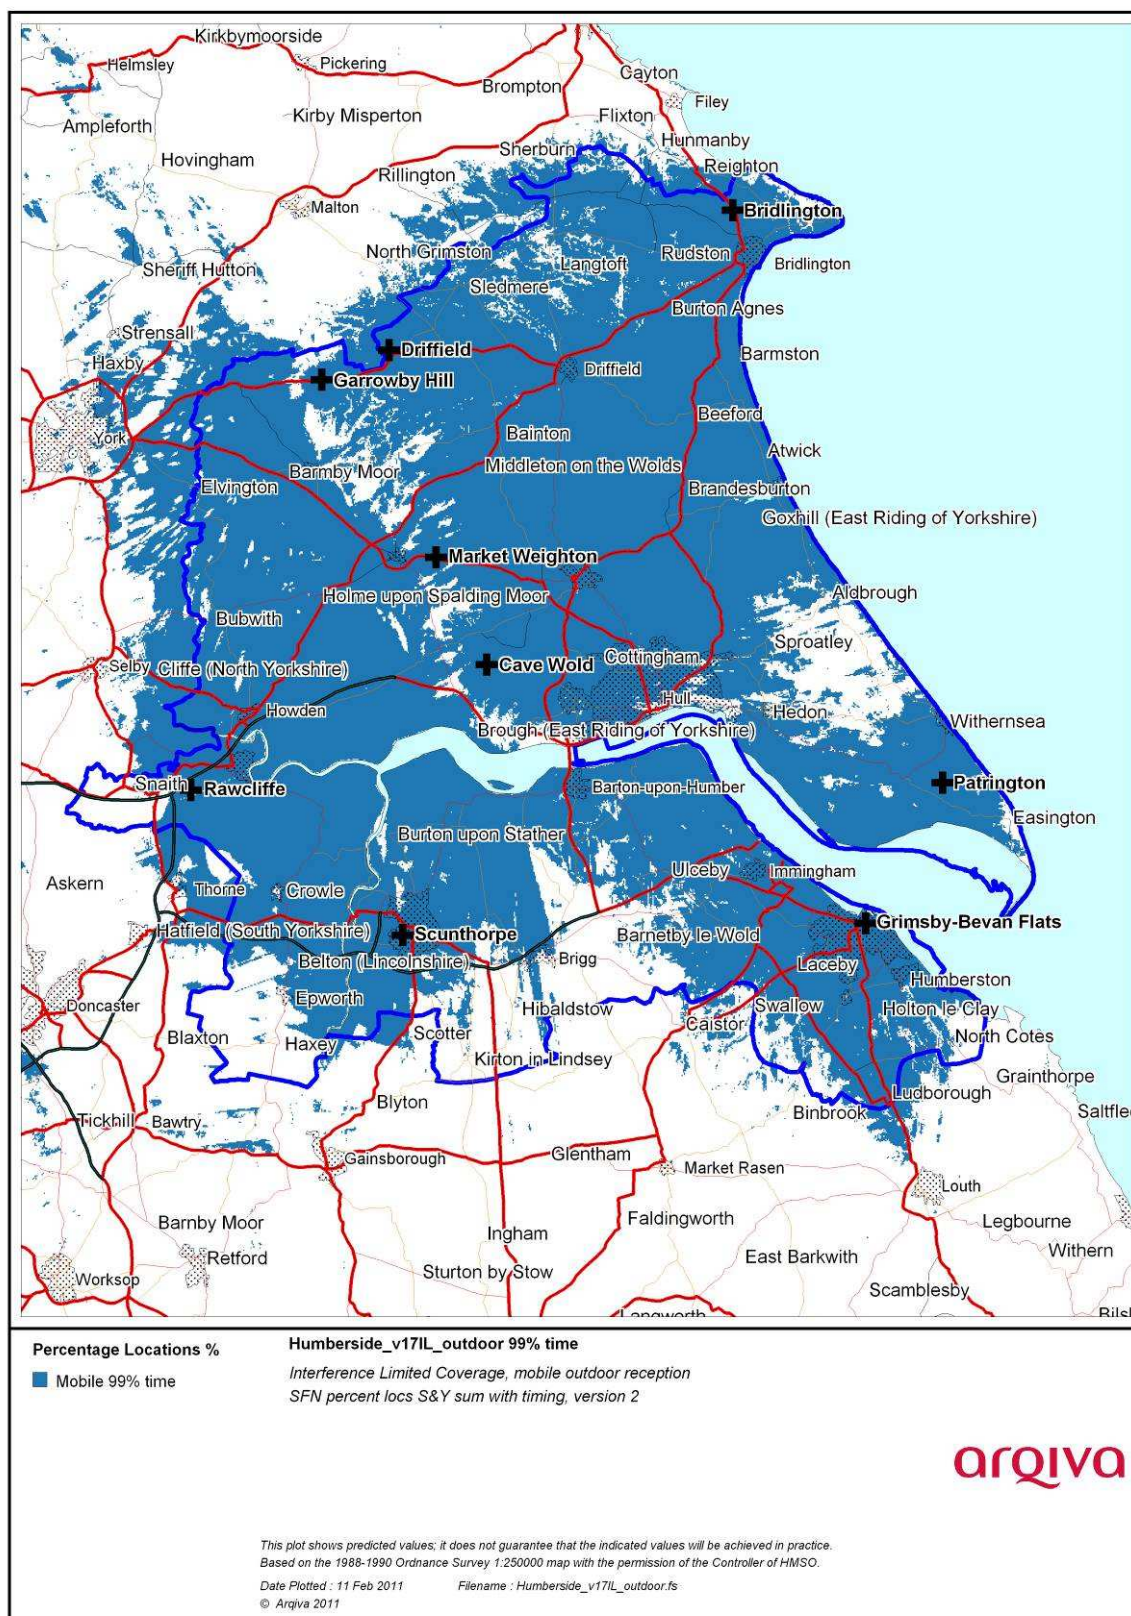 Kirkbymoorside
Helmsley
Pickering
Cayton
Brompton
Filey
Kirby Misperton
Flixton
Ampleforth
Hunmanby
Sherburn
Hovingham
Reighton
Rillington
Malton
Bridlington
North Grimston
Rudston
Langtoft
Bridlington
Sheriff Hutton
Sledmere
Burton Agnes
Strensall
Driffield
Barmston
Haxby
Garrowby Hill
Driffield
Beeford
York
Bainton
Atwick
Barmby Moor
Middleton on the Wolds
Elvington
Brandesburton
Goxhill (East Riding of Yorkshire)
Market Weighton
Holme upon Spalding Moor
Aldbrough
Bubwith
Sproatley
Cottingham
Selby
Cliffe (North Yorkshire)
Cave Wold
Hull
Howden
Hedon
Withernsea
Brough (East Riding of Yorkshire)
Snaith
Rawcliffe
Barton-upon-Humber
Patrington
Easington
Burton upon Stather
Ulceby
Immingham
Askern
Thorne
Crowle
Grimsby-Bevan Flats
Hatfield (South Yorkshire)
Scunthorpe
Barnetby le Wold
Belton (Lincolnshire)
Brigg
Laceby
Humberston
Doncaster
Epworth
Hibaldstow
Swallow
Holton le Clay
Caistor
Blaxton
Haxey
Scotter
North Cotes
Kirton in Lindsey
Grainthorpe
Blyton
Ludborough
Binbrook
Saltflee
Tickhill
Bawtry
Gainsborough
Glentham
Market Rasen
Louth
Barnby Moor
Faldingworth
Legbourne
Ingham
Retford
East Barkwith
Withern
Worksop
Sturton by Stow
Scamblesby
Langworth
Bils
Percentage Locations %
Mobile 99% time
Humberside_v17IL_outdoor 99% time
Interference Limited Coverage, mobile outdoor reception
SFN percent locs S&Y sum with timing, version 2
arqiva
This plot shows predicted values; it does not guarantee that the indicated values will be achieved in practice.
Based on the 1988-1990 Ordnance Survey 1:250000 map with the permission of the Controller of HMSO.
Date Plotted : 11 Feb 2011 Filename : Humberside_v17IL_outdoor.fs
© Arqiva 2011